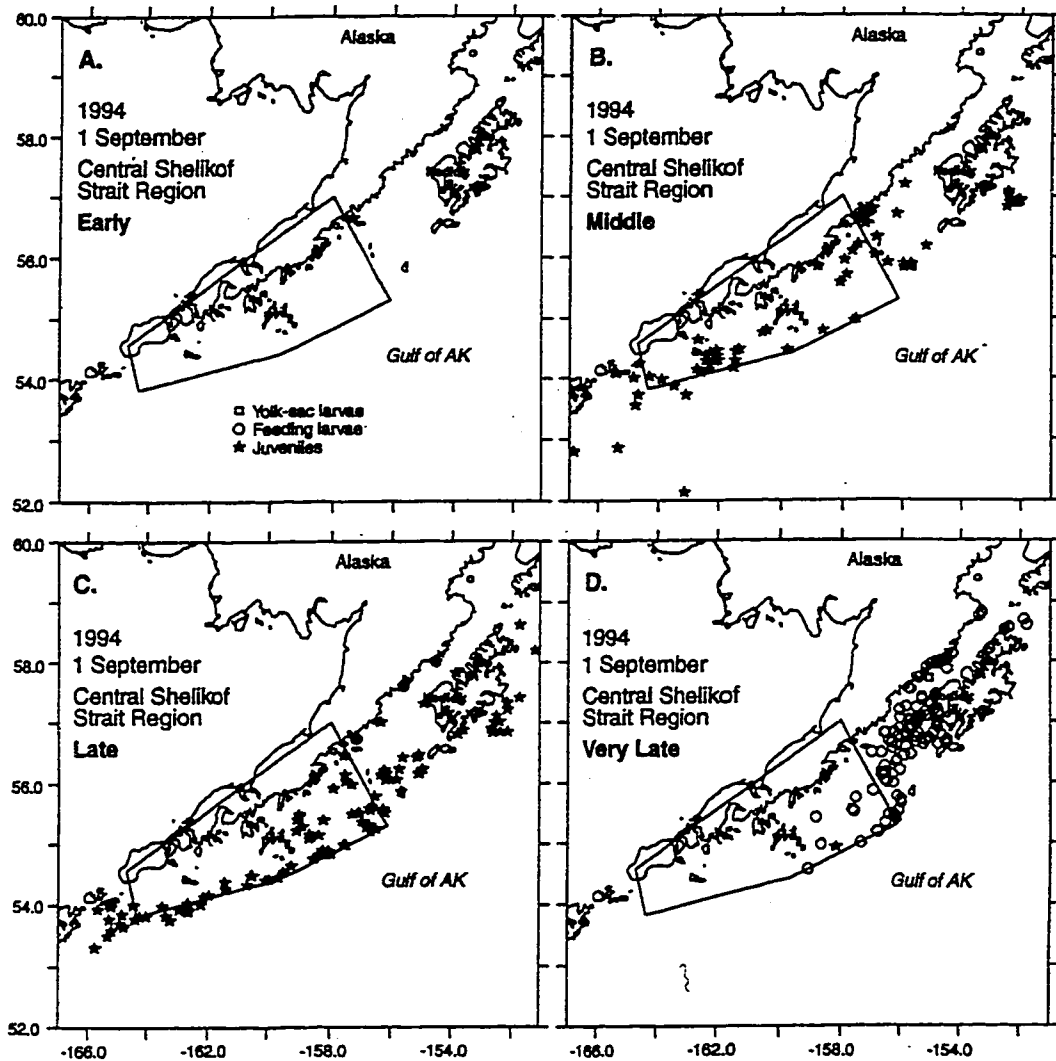 60.0
58.0
56.0
54.0
52.0
A.
Alaska
1994
1 September
Central Shelikof
Strait Region
Early
Gulf of AK
Yolk-sac larvae
Feeding larvae
Juveniles
B.
Alaska
1994
1 September
Central Shelikof
Strait Region
Middle
Gulf of AK
60.0
58.0
56.0
54.0
52.0
C.
Alaska
1994
1 September
Central Shelikof
Strait Region
Late
Gulf of AK
D.
Alaska
1994
1 September
Central Shelikof
Strait Region
Very Late
Gulf of AK
-166.0 -162.0 -158.0 -154.0
-166.0 -162.0 -158.0 -154.0